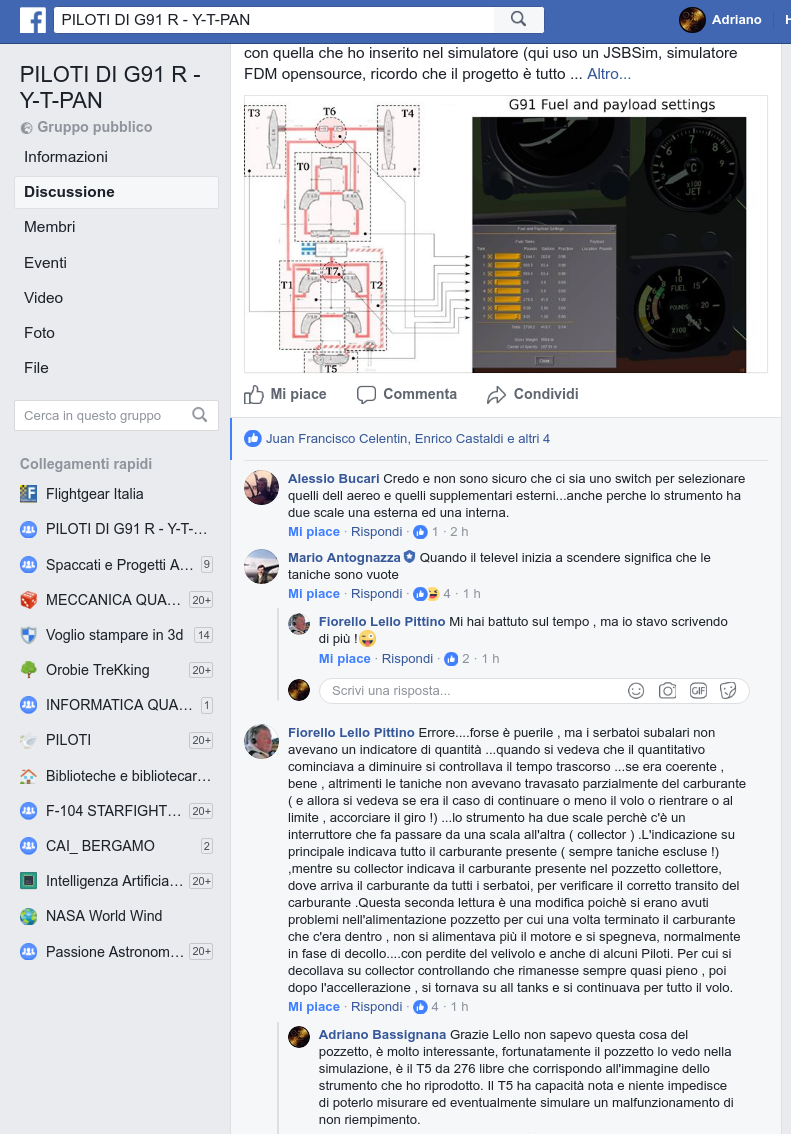 PILOTI DI G91 R - Y-T-PAN
Adriano
H
PILOTI DI G91 R -
Y-T-PAN
Gruppo pubblico
Informazioni
Discussione
Membri
Eventi
Video
Foto
File
Cerca in questo gruppo
Collegamenti rapidi
Flightgear Italia
PILOTI DI G91 R - Y-T-...
Spaccati e Progetti A... 9
MECCANICA QUA... 20+
Voglio stampare in 3d 14
Orobie TreKking 20+
INFORMATICA QUA... 1
PILOTI 20+
Biblioteche e bibliotecar...
F-104 STARFIGHT... 20+
CAI_ BERGAMO 2
Intelligenza Artificia... 20+
NASA World Wind
Passione Astronom... 20+
con quella che ho inserito nel simulatore (qui uso un JSBSim, simulatore
FDM opensource, ricordo che il progetto è tutto ... Altro...
G91 Fuel and payload settings
T3
T6
T4
T0
T7
T1
T2
T5
7
8
9
°C
x100
JET
10
FUEL
15
POUNDS
20
x100
Fuel and Payload Settings
Mi piace
Commenta
Condividi
Juan Francisco Celentin, Enrico Castaldi e altri 4
Alessio Bucari Credo e non sono sicuro che ci sia uno switch per selezionare
quelli dell aereo e quelli supplementari esterni...anche perche lo strumento ha
due scale una esterna ed una interna.
Mi piace · Rispondi · 1 · 2 h
Mario Antognazza Quando il televel inizia a scendere significa che le
taniche sono vuote
Mi piace · Rispondi · 4 · 1 h
Fiorello Lello Pittino Mi hai battuto sul tempo , ma io stavo scrivendo
di più !
Mi piace · Rispondi · 2 · 1 h
Scrivi una risposta...
GIF
Fiorello Lello Pittino Errore....forse è puerile , ma i serbatoi subalari non
avevano un indicatore di quantità ...quando si vedeva che il quantitativo
cominciava a diminuire si controllava il tempo trascorso ...se era coerente ,
bene , altrimenti le taniche non avevano travasato parzialmente del carburante
( e allora si vedeva se era il caso di continuare o meno il volo o rientrare o al
limite , accorciare il giro !) ...lo strumento ha due scale perchè c'è un
interruttore che fa passare da una scala all'altra ( collector ) .L'indicazione su
principale indicava tutto il carburante presente ( sempre taniche escluse !)
,mentre su collector indicava il carburante presente nel pozzetto collettore,
dove arriva il carburante da tutti i serbatoi, per verificare il corretto transito del
carburante .Questa seconda lettura è una modifica poichè si erano avuti
problemi nell'alimentazione pozzetto per cui una volta terminato il carburante
che c'era dentro , non si alimentava più il motore e si spegneva, normalmente
in fase di decollo....con perdite del velivolo e anche di alcuni Piloti. Per cui si
decollava su collector controllando che rimanesse sempre quasi pieno , poi
dopo l'accellerazione , si tornava su all tanks e si continuava per tutto il volo.
Mi piace · Rispondi · 4 · 1 h
Adriano Bassignana Grazie Lello non sapevo questa cosa del
pozzetto, è molto interessante, fortunatamente il pozzetto lo vedo nella
simulazione, è il T5 da 276 libre che corrispondo all'immagine dello
strumento che ho riprodotto. Il T5 ha capacità nota e niente impedisce
di poterlo misurare ed eventualmente simulare un malfunzionamento di
non riempimento.